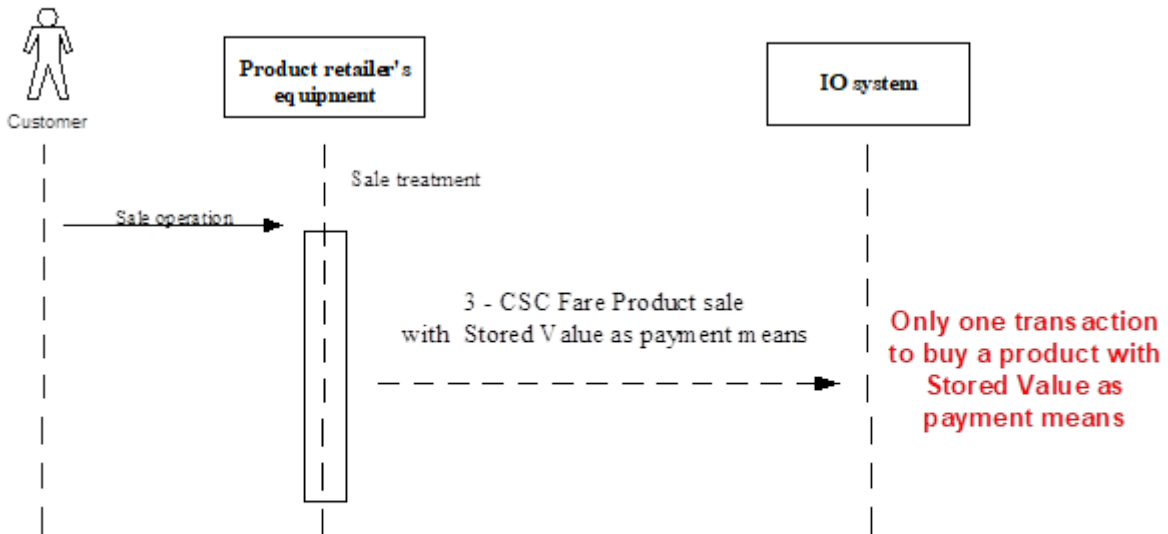 Customer
Product retailer's
equipment
IO system
Sale treatment
Sale operation
3 - CSC Fare Product sale
with Stored Value as payment means
Only one transaction
to buy a product with
Stored Value as
payment means